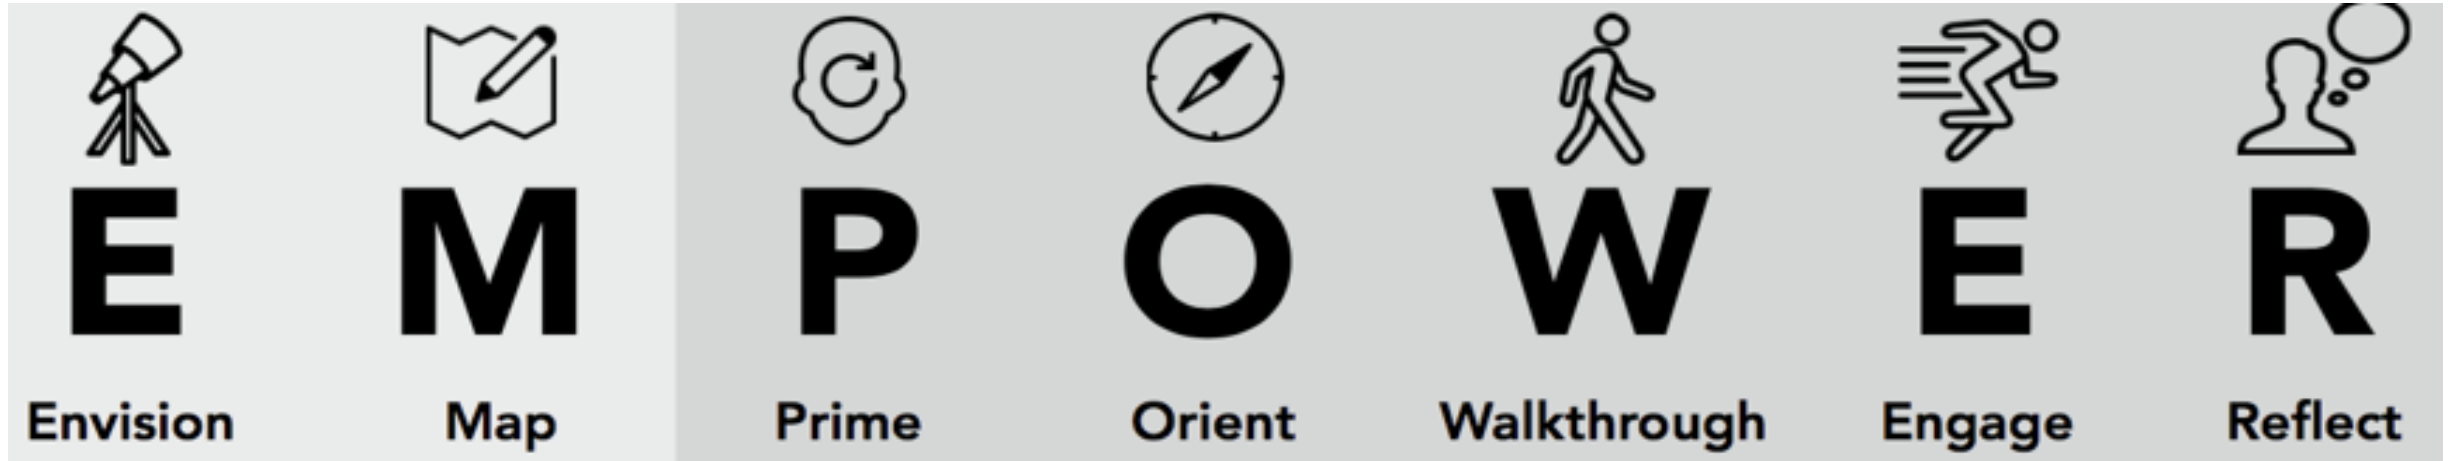 E M P O W E R
Envision Map Prime Orient Walkthrough Engage Reflect